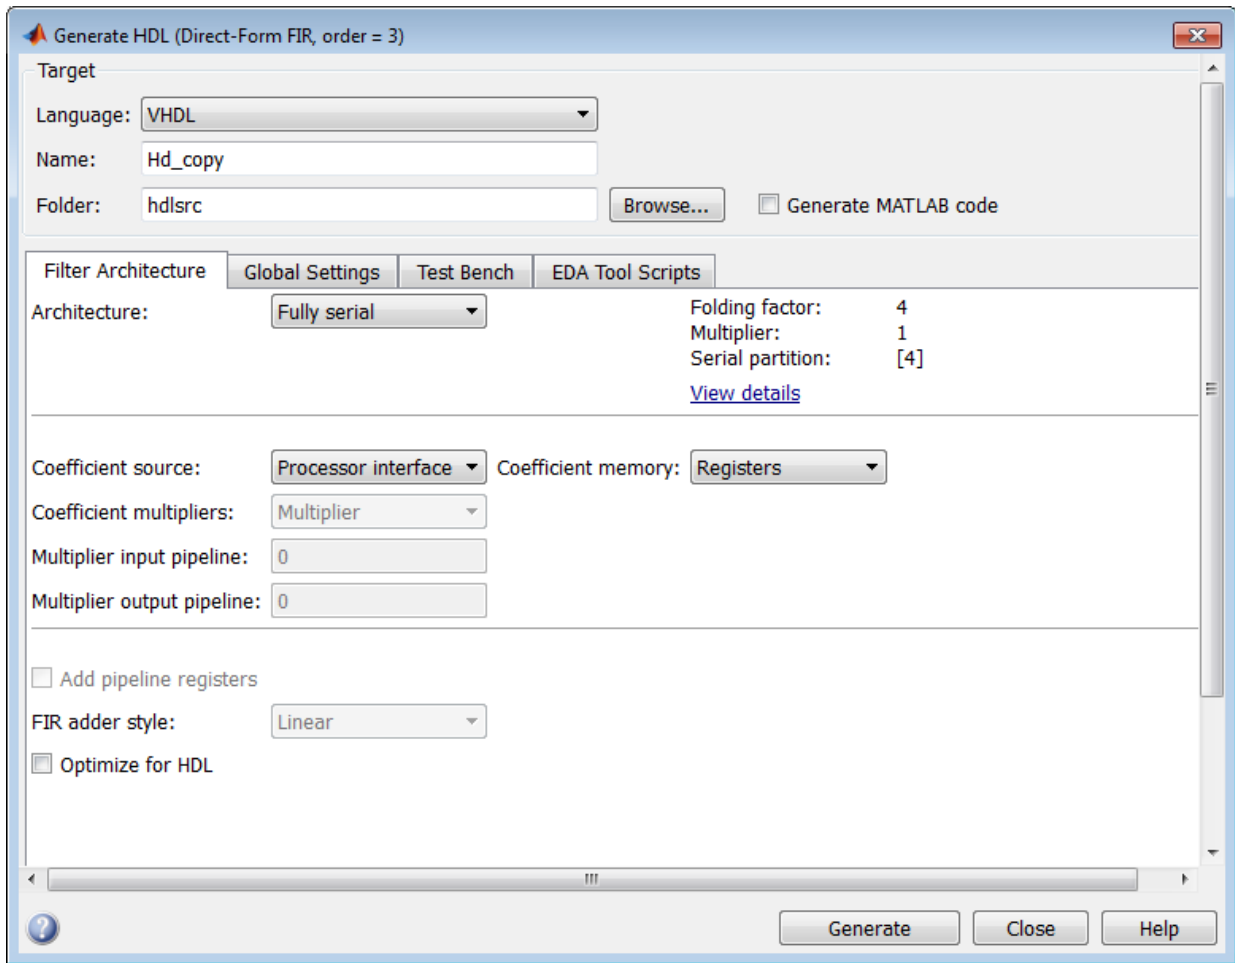 Generate HDL (Direct-Form FIR, order = 3)
Target
Language: VHDL
Name: Hd_copy
Folder: hdlsrc Browse... Generate MATLAB code
Filter Architecture Global Settings Test Bench EDA Tool Scripts
Architecture: Fully serial Folding factor: 4
Multiplier: 1
Serial partition: [4]
View details
Coefficient source: Processor interface Coefficient memory: Registers
Coefficient multipliers: Multiplier
Multiplier input pipeline: 0
Multiplier output pipeline: 0
Add pipeline registers
FIR adder style: Linear
Optimize for HDL
? Generate Close Help